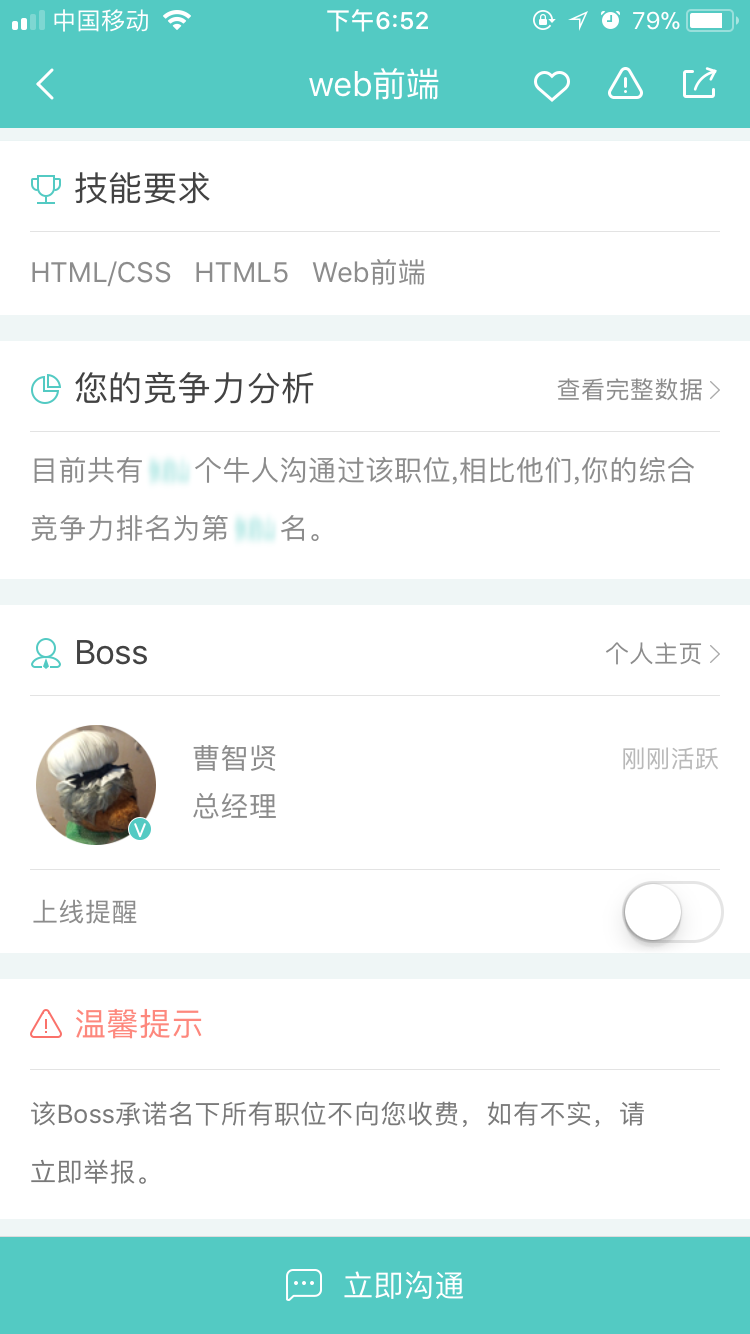 中国移动 下午6:52 79%
web前端
技能要求
HTML/CSS HTML5 Web前端
您的竞争力分析 查看完整数据
目前共有 个牛人沟通过该职位,相比他们,你的综合
竞争力排名为第 名。
Boss 个人主页
曹智贤 刚刚活跃
总经理
V
上线提醒
温馨提示
该Boss承诺名下所有职位不向您收费，如有不实，请
立即举报。
立即沟通